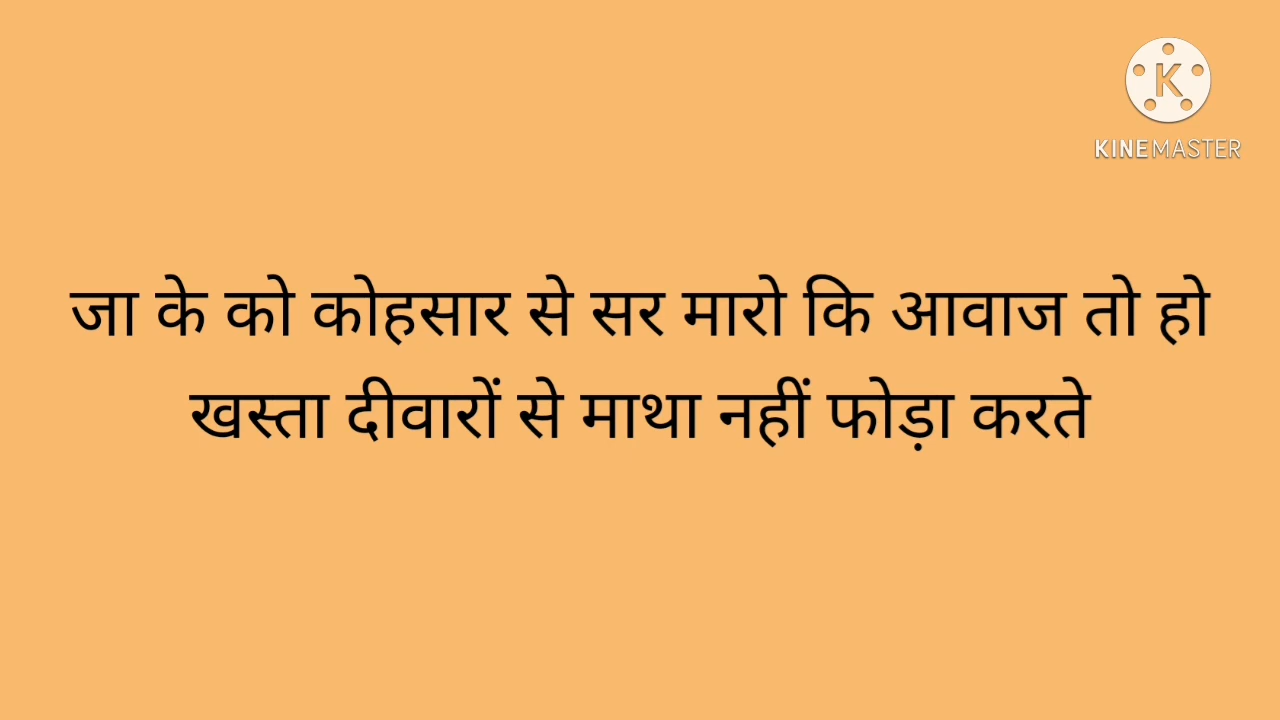 K
KINEMASTER
जा के को कोहसार से सर मारो कि आवाज तो हो
खस्ता दीवारों से माथा नहीं फोड़ा करते